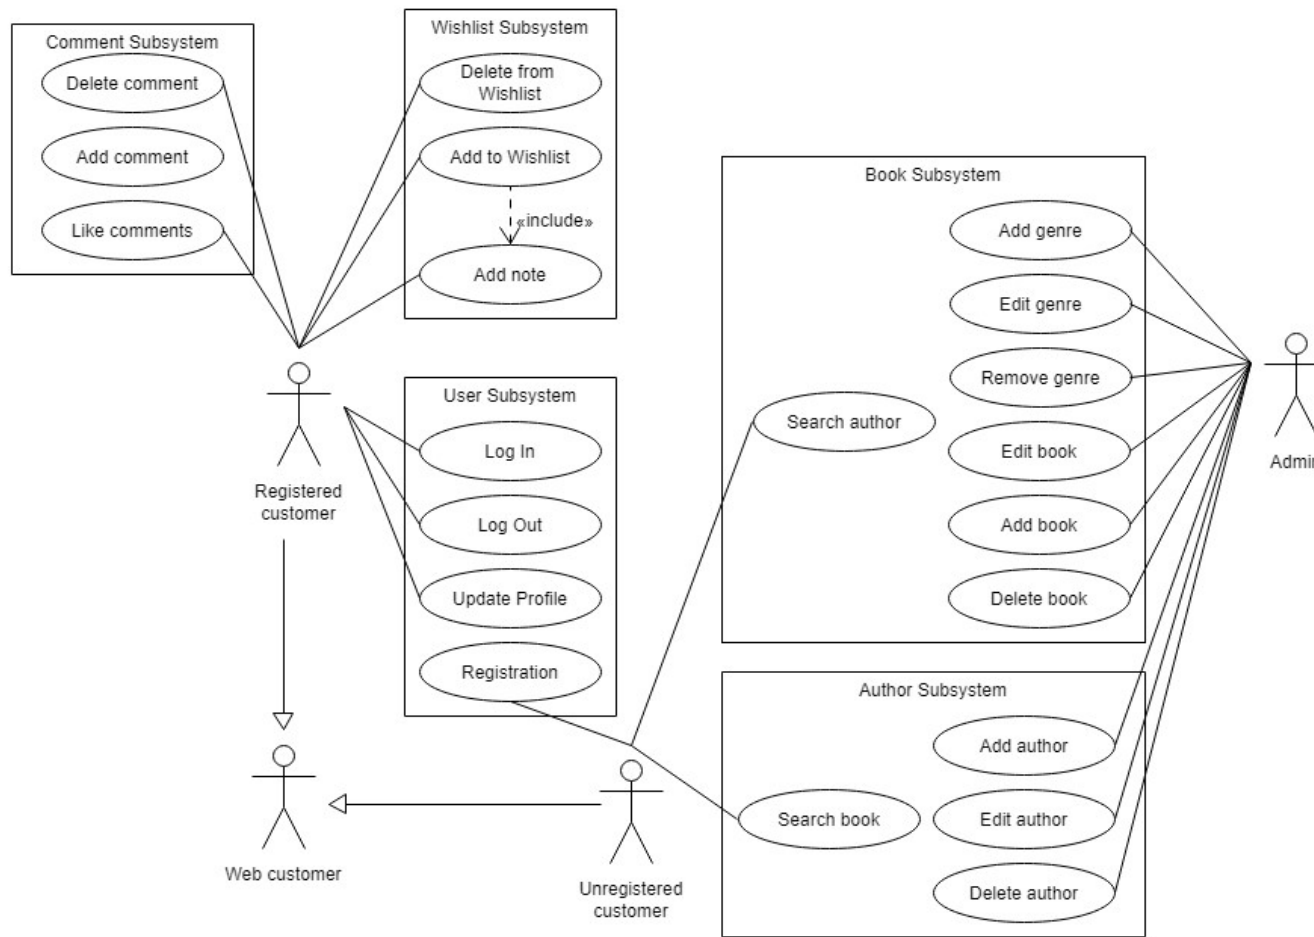 Comment Subsystem
Delete comment
Add comment
Like comments
Wishlist Subsystem
Delete from
Wishlist
Add to Wishlist
«include»
Add note
Registered
customer
User Subsystem
Log In
Log Out
Update Profile
Registration
Web customer
Unregistered
customer
Book Subsystem
Add genre
Edit genre
Remove genre
Search author
Edit book
Add book
Delete book
Author Subsystem
Add author
Search book
Edit author
Delete author
Admin